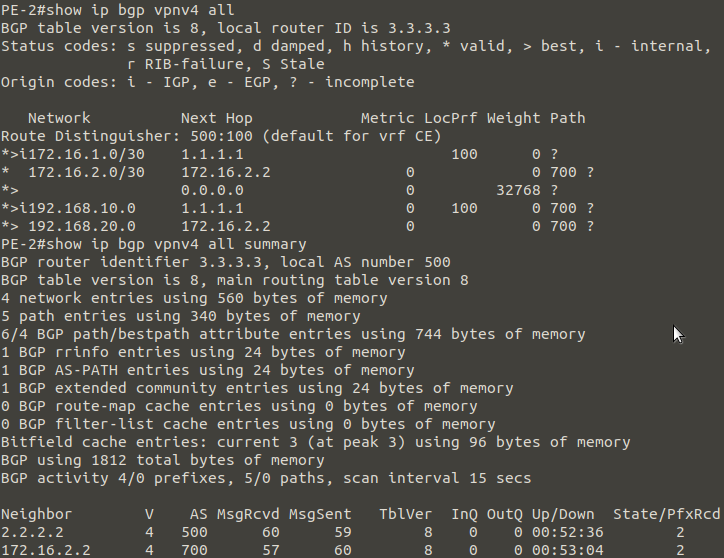 PE-2#show ip bgp vpnv4 all
BGP table version is 8, local router ID is 3.3.3.3
Status codes: s suppressed, d damped, h history, * valid, > best, i - internal,
              r RIB-failure, S Stale
Origin codes: i - IGP, e - EGP, ? - incomplete

   Network          Next Hop            Metric LocPrf Weight Path
Route Distinguisher: 500:100 (default for vrf CE)
*>i172.16.1.0/30    1.1.1.1                       100      0 ?
*  172.16.2.0/30    172.16.2.2               0             0 700 ?
*>                  0.0.0.0                  0         32768 ?
*>i192.168.10.0     1.1.1.1                  0    100      0 700 ?
*> 192.168.20.0     172.16.2.2               0             0 700 ?
PE-2#show ip bgp vpnv4 all summary
BGP router identifier 3.3.3.3, local AS number 500
BGP table version is 8, main routing table version 8
4 network entries using 560 bytes of memory
5 path entries using 340 bytes of memory
6/4 BGP path/bestpath attribute entries using 744 bytes of memory
1 BGP rrinfo entries using 24 bytes of memory
1 BGP AS-PATH entries using 24 bytes of memory
1 BGP extended community entries using 24 bytes of memory
0 BGP route-map cache entries using 0 bytes of memory
0 BGP filter-list cache entries using 0 bytes of memory
Bitfield cache entries: current 3 (at peak 3) using 96 bytes of memory
BGP using 1812 total bytes of memory
BGP activity 4/0 prefixes, 5/0 paths, scan interval 15 secs

Neighbor        V    AS MsgRcvd MsgSent   TblVer  InQ OutQ Up/Down  State/PfxRcd
2.2.2.2         4   500      60      59        8    0    0 00:52:36        2
172.16.2.2      4   700      57      60        8    0    0 00:53:04        2